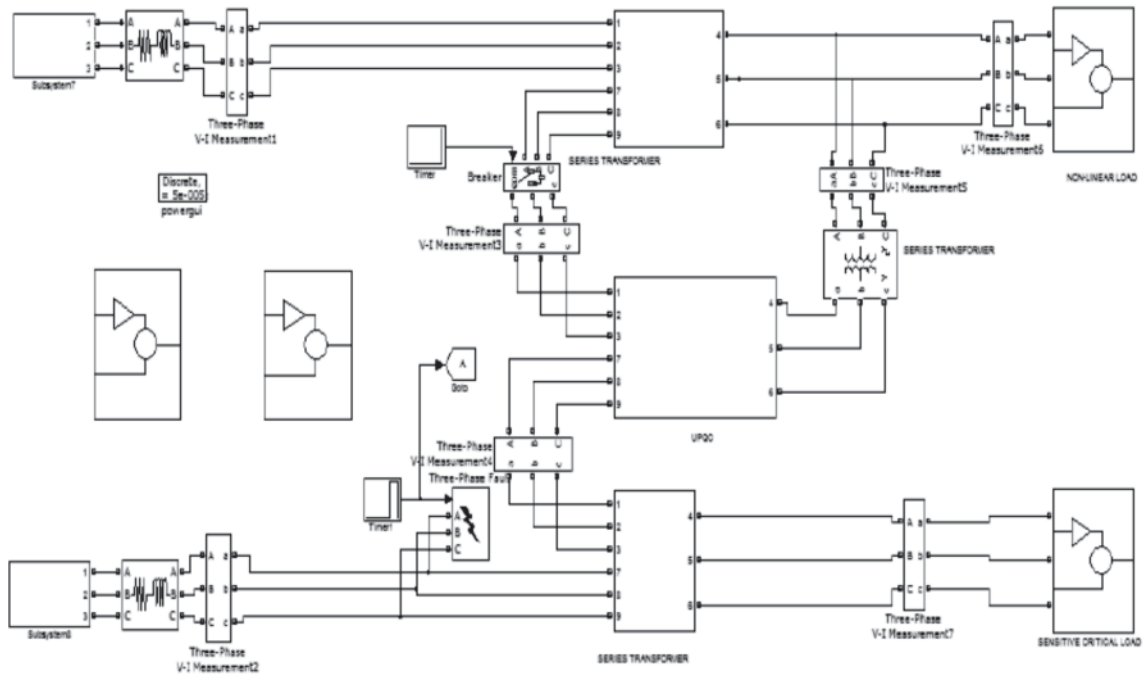 1
2
3
Subsystem7
A
B
C
A
B
C
A a
B b
C c
Three-Phase
V-I Measurement1
1
2
3
7
8
9
4
5
6
SERIES TRANSFORMER
A a
B b
C c
Three-Phase
V-I Measurement6
NON-LINEAR LOAD
Timer
Breaker
Three-Phase
V-I Measurement5
Discrete,
= 5e-005
powergui
Three-Phase
V-I Measurement3
A B C
a b c
A B C
a b c
SERIES TRANSFORMER
1
2
3
7
8
9
4
5
6
UPQC
A
Goto
A B C
a b c
Three-Phase
V-I Measurement4
Three-Phase Fault
Timer1
A
B
C
1
2
3
7
8
9
4
5
6
SERIES TRANSFORMER
1
2
3
Subsystem8
A
B
C
A
B
C
A a
B b
C c
Three-Phase
V-I Measurement2
A a
B b
C c
Three-Phase
V-I Measurement7
SENSITIVE CRITICAL LOAD